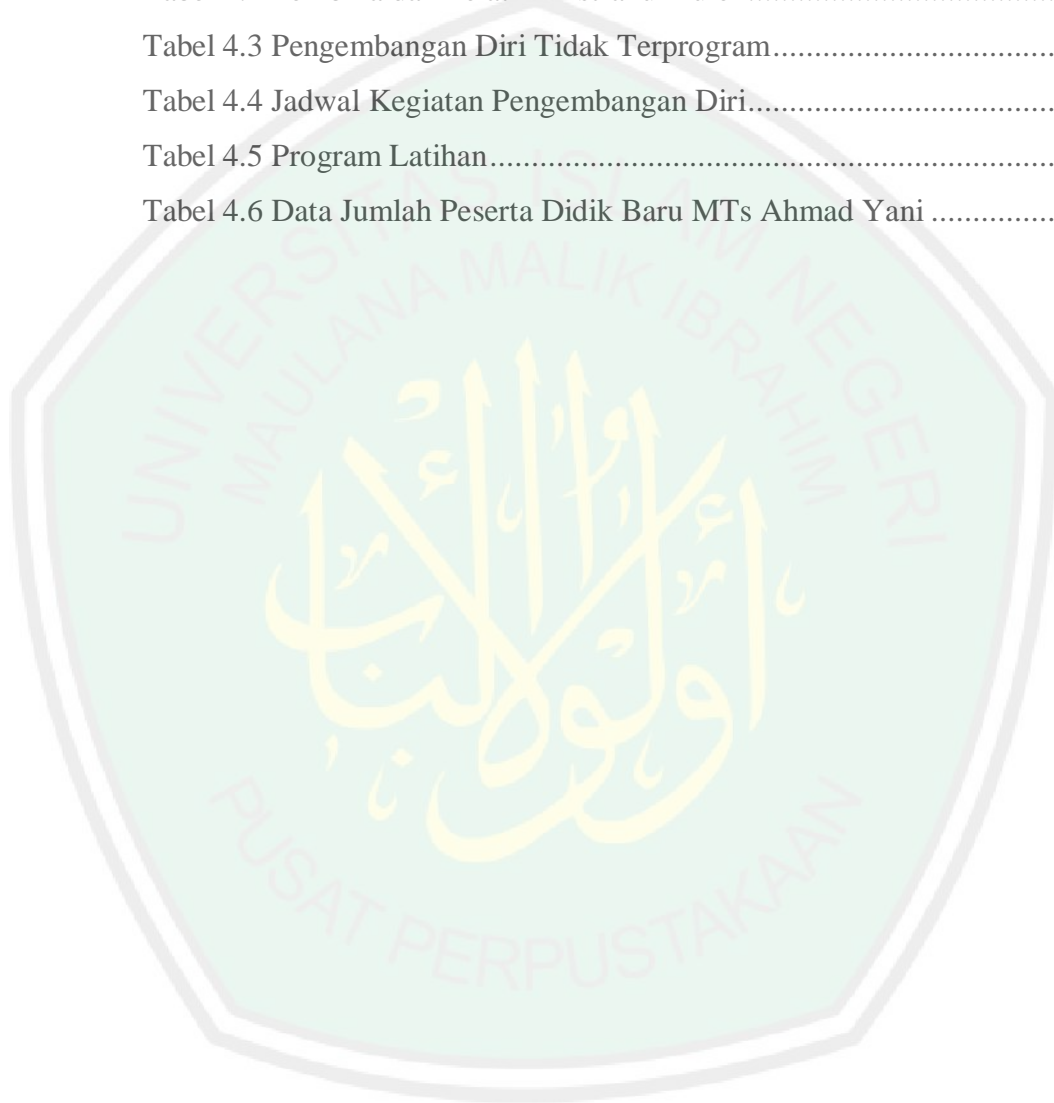 Tabel 4.3 Pengembangan Diri Tidak Terprogram..................................
Tabel 4.4 Jadwal Kegiatan Pengembangan Diri.....................................
Tabel 4.5 Program Latihan....................................................................
Tabel 4.6 Data Jumlah Peserta Didik Baru MTs Ahmad Yani ...............
UNIVERSITAS ISLAM NEGERI
MAULANA MALIK IBRAHIM
أولوا الألباب
PUSAT PERPUSTAKAAN